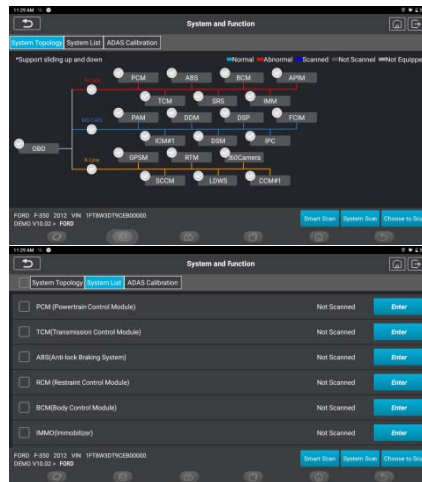 11:29 AM
System and Function
System Topology System List ADAS Calibration
*Support sliding up and down
Normal Abnormal Scanned Not Scanned Not Equippe
PCM ABS BCM APIM
TCM SRS IMM
MS-CAN PAM DDM DSP FCIM
ICM#1 DSM IPC
OBD
K-Line GPSM RTM 360Camera
SCCM LDWS CCM#1
FORD F-350 2012 VIN 1FT8W3DT9CEB00000
DEMO V10.02 > FORD
Smart Scan System Scan Choose to Sca
11:29 AM
System and Function
System Topology System List ADAS Calibration
PCM (Powertrain Control Module) Not Scanned Enter
TCM(Transmission Control Module) Not Scanned Enter
ABS(Anti-lock Braking System) Not Scanned Enter
RCM (Restraint Control Module) Not Scanned Enter
BCM(Body Control Module) Not Scanned Enter
IMMO(Immobilizer) Not Scanned Enter
FORD F-350 2012 VIN 1FT8W3DT9CEB00000
DEMO V10.02 > FORD
Smart Scan System Scan Choose to Sca